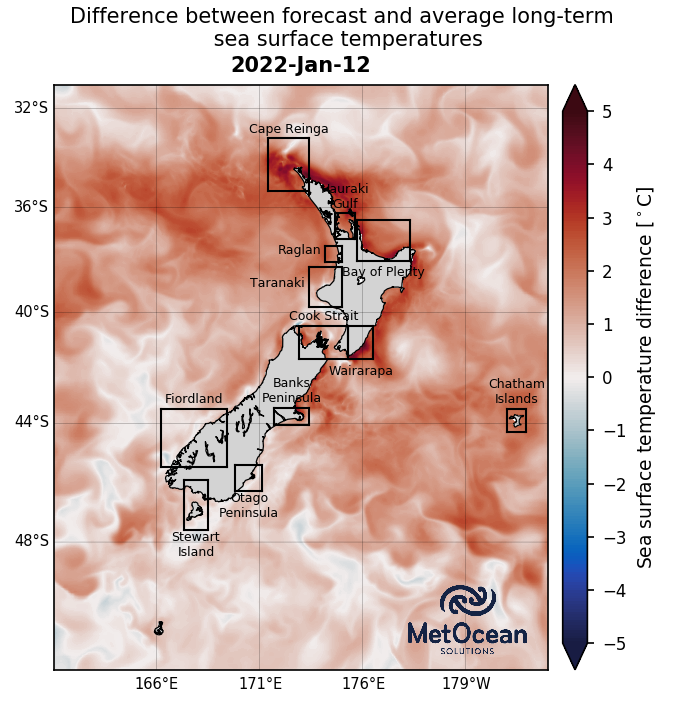 Difference between forecast and average long-term
sea surface temperatures
2022-Jan-12
32°S
36°S
40°S
44°S
48°S
166°E
171°E
176°E
179°W
Cape Reinga
Hauraki
Gulf
Raglan
Bay of Plenty
Taranaki
Cook Strait
Wairarapa
Banks
Peninsula
Fiordland
Chatham
Islands
Otago
Peninsula
Stewart
Island
MetOcean
SOLUTIONS
5
4
3
2
1
0
−1
−2
−3
−4
−5
Sea surface temperature difference [°C]